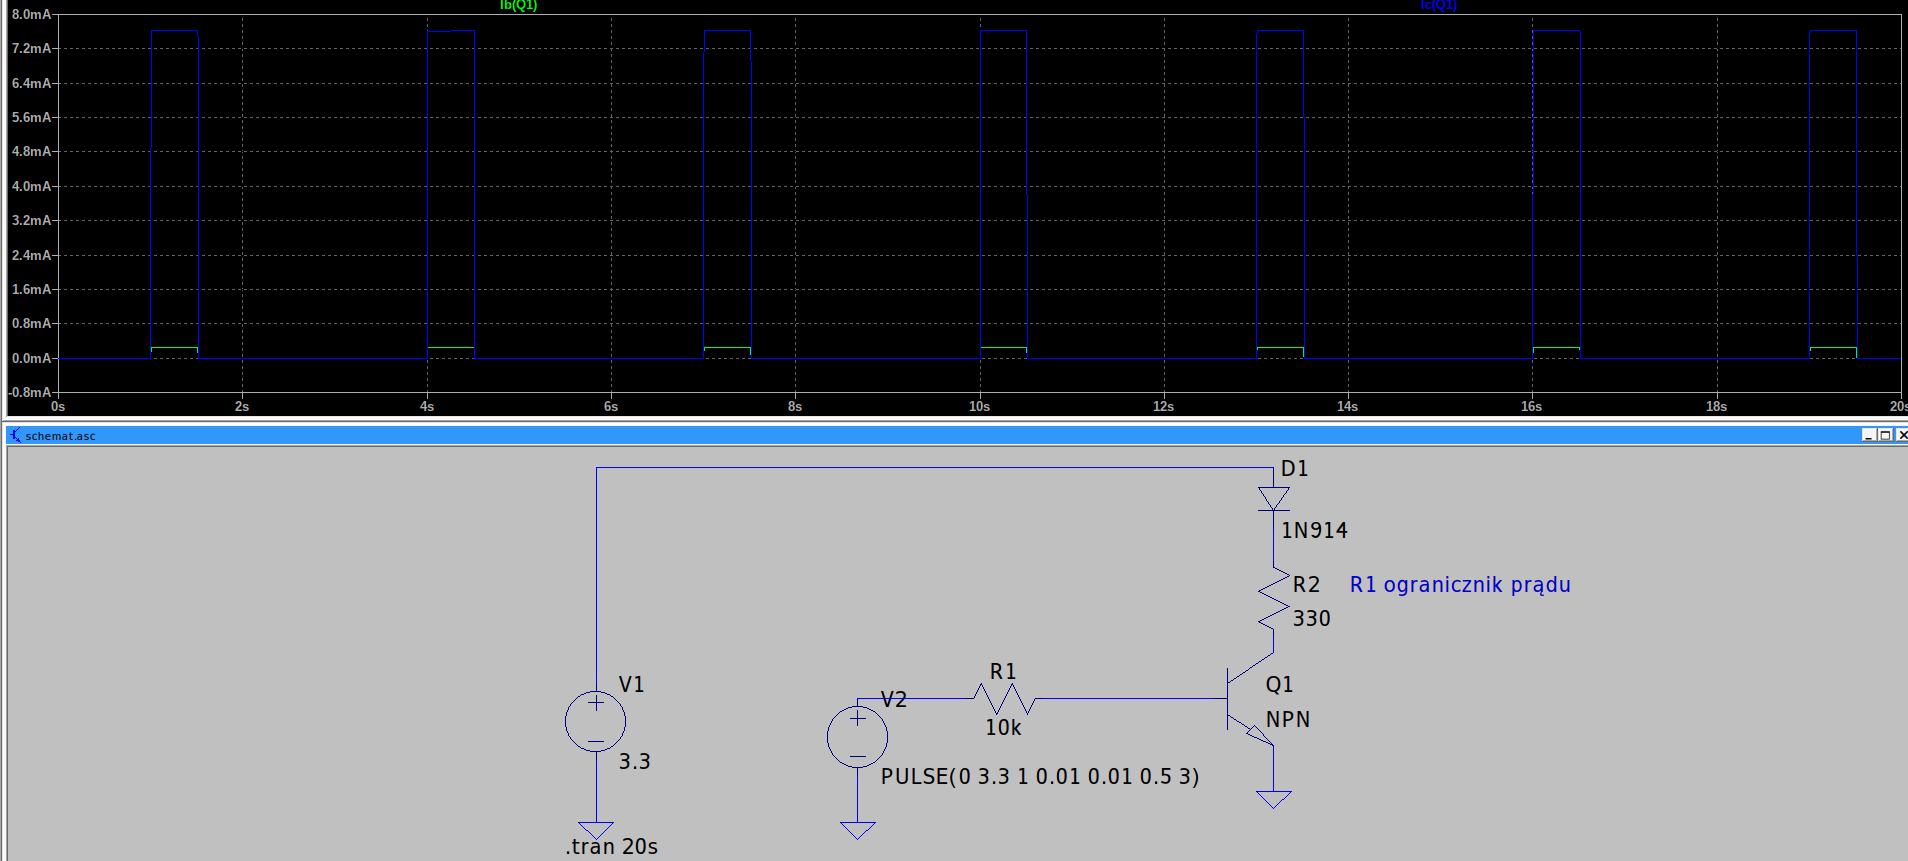 Ib(Q1) Ic(Q1)
8.0mA
7.2mA
6.4mA
5.6mA
4.8mA
4.0mA
3.2mA
2.4mA
1.6mA
0.8mA
0.0mA
-0.8mA
0s 2s 4s 6s 8s 10s 12s 14s 16s 18s 20s
schemat.asc
D1
1N914
R2 R1 ogranicznik prądu
330
R1
V1 V2 Q1
10k NPN
3.3
PULSE(0 3.3 1 0.01 0.01 0.5 3)
.tran 20s